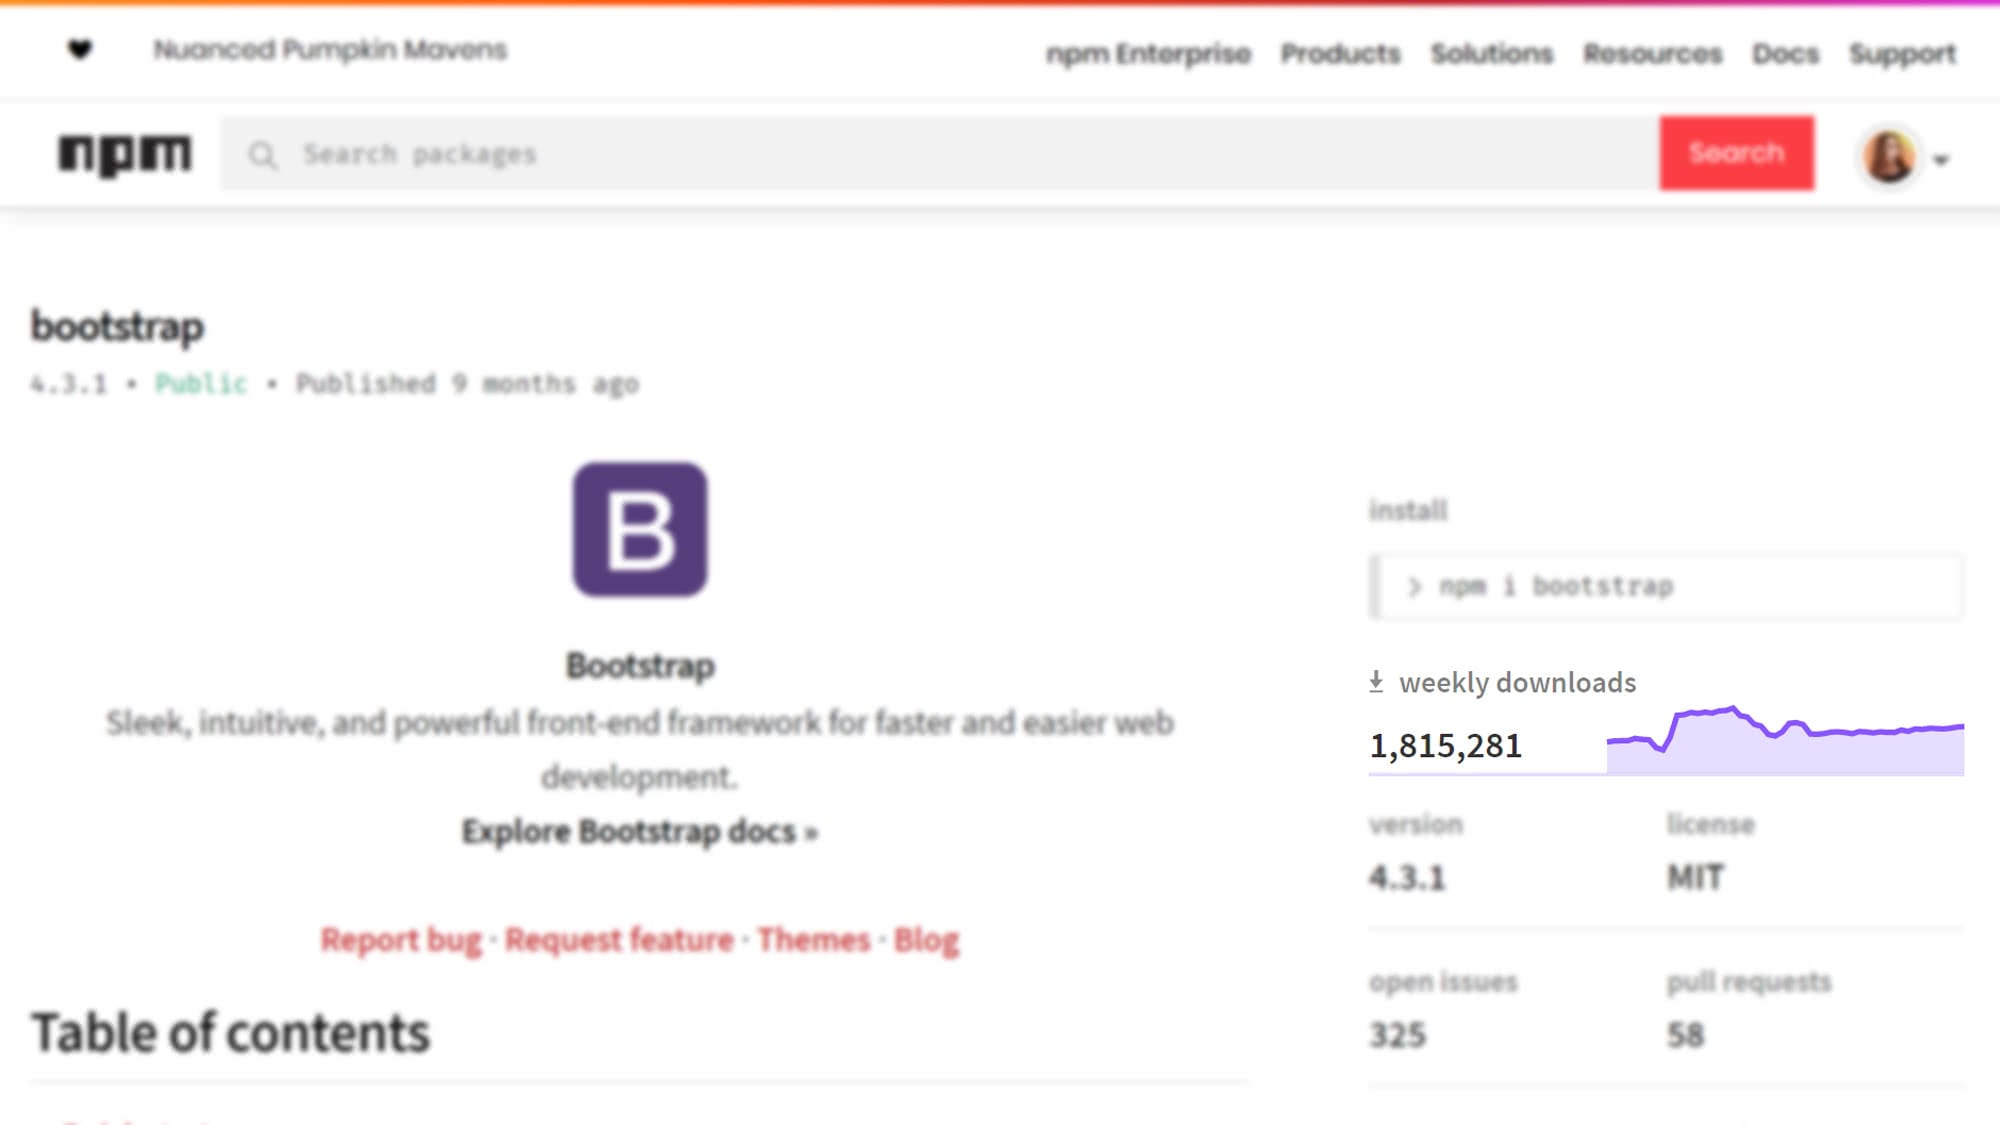 Nuanced Pumpkin Mavens
npm Enterprise Products Solutions Resources Docs Support
npm
Search packages
Search
bootstrap
4.3.1 • Public • Published 9 months ago
B
Bootstrap
Sleek, intuitive, and powerful front-end framework for faster and easier web
development.
Explore Bootstrap docs »
Report bug · Request feature · Themes · Blog
Table of contents
install
> npm i bootstrap
weekly downloads
1,815,281
version license
4.3.1 MIT
open issues pull requests
325 58